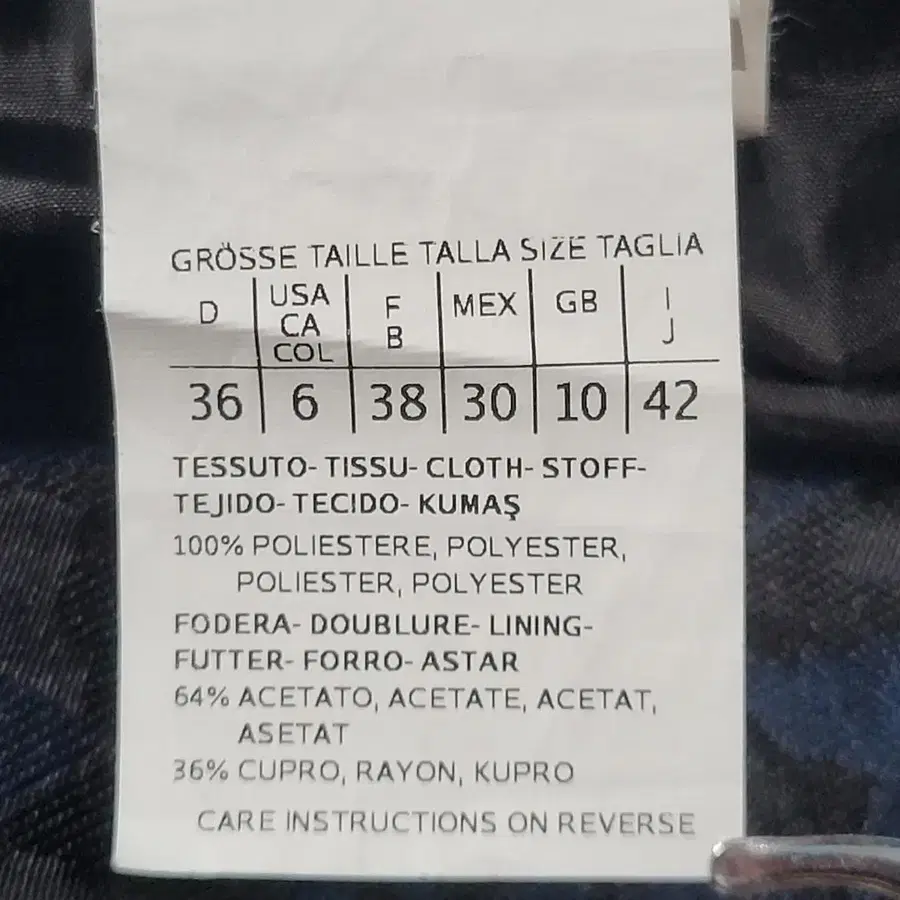 GRÖSSE TAILLE TALLA SIZE TAGLIA
D USA CA COL F B MEX GB I J
36 6 38 30 10 42
TESSUTO- TISSU- CLOTH- STOFF-
TEJIDO- TECIDO- KUMAŞ
100% POLIESTERE, POLYESTER,
POLIESTER, POLYESTER
FODERA- DOUBLURE- LINING-
FUTTER- FORRO- ASTAR
64% ACETATO, ACETATE, ACETAT,
ASETAT
36% CUPRO, RAYON, KUPRO
CARE INSTRUCTIONS ON REVERSE